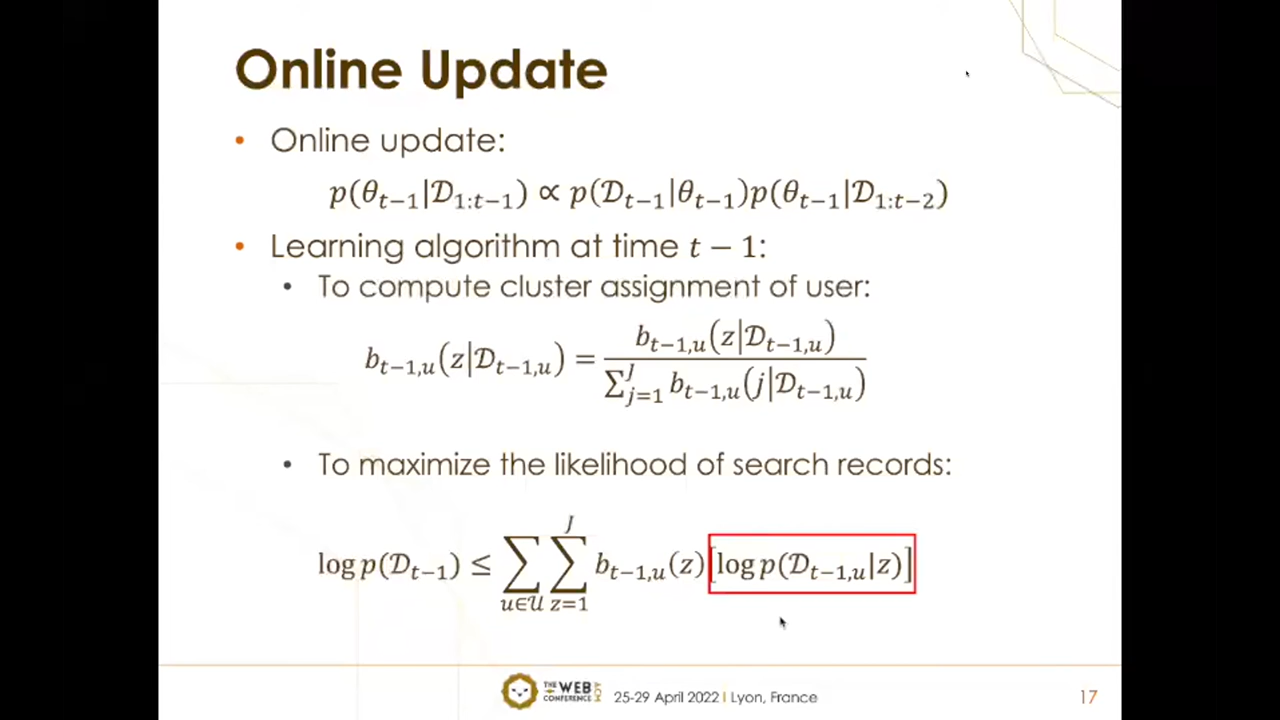 Online Update
• Online update:
p(θ_{t−1}|𝒟_{1:t−1}) ∝ p(𝒟_{t−1}|θ_{t−1})p(θ_{t−1}|𝒟_{1:t−2})
• Learning algorithm at time t − 1:
• To compute cluster assignment of user:
b_{t−1,u}(z|𝒟_{t−1,u}) = \frac{b_{t−1,u}(z|𝒟_{t−1,u})}{∑_{j=1}^{J} b_{t−1,u}(j|𝒟_{t−1,u})}
• To maximize the likelihood of search records:
log p(𝒟_{t−1}) ≤ ∑_{u∈𝒰} ∑_{z=1}^{J} b_{t−1,u}(z)[log p(𝒟_{t−1,u}|z)]
THE WEB CONFERENCE ACM 25-29 April 2022 I Lyon, France 17